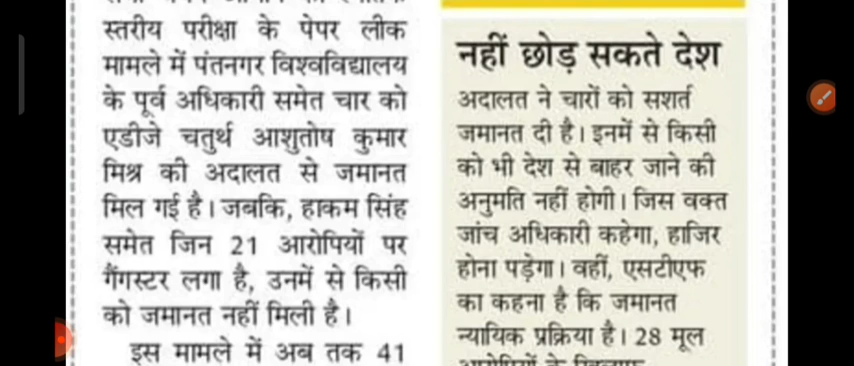 स्तरीय परीक्षा के पेपर लीक
मामले में पंतनगर विश्वविद्यालय
के पूर्व अधिकारी समेत चार को
एडीजे चतुर्थ आशुतोष कुमार
मिश्र की अदालत से जमानत
मिल गई है। जबकि, हाकम सिंह
समेत जिन 21 आरोपियों पर
गैंगस्टर लगा है, उनमें से किसी
को जमानत नहीं मिली है।
इस मामले में अब तक 41
नहीं छोड़ सकते देश
अदालत ने चारों को सशर्त
जमानत दी है। इनमें से किसी
को भी देश से बाहर जाने की
अनुमति नहीं होगी। जिस वक्त
जांच अधिकारी कहेगा, हाजिर
होना पड़ेगा। वहीं, एसटीएफ
का कहना है कि जमानत
न्यायिक प्रक्रिया है। 28 मूल